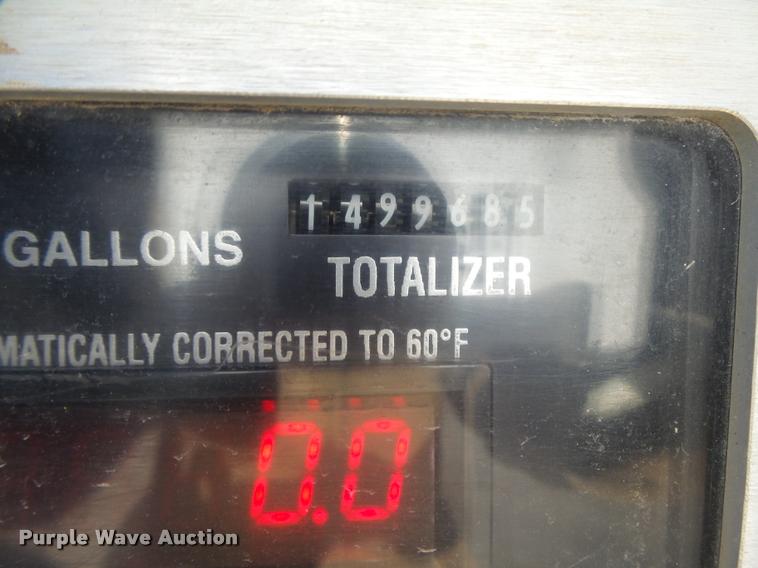 1499685
GALLONS
TOTALIZER
MATICALLY CORRECTED TO 60°F
0.0
Purple Wave Auction